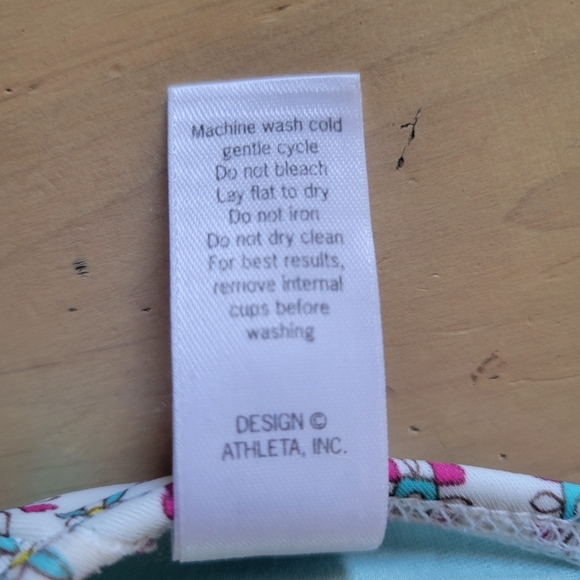 Machine wash cold
gentle cycle
Do not bleach
Lay flat to dry
Do not iron
Do not dry clean
For best results,
remove internal
cups before
washing
DESIGN ©
ATHLETA, INC.